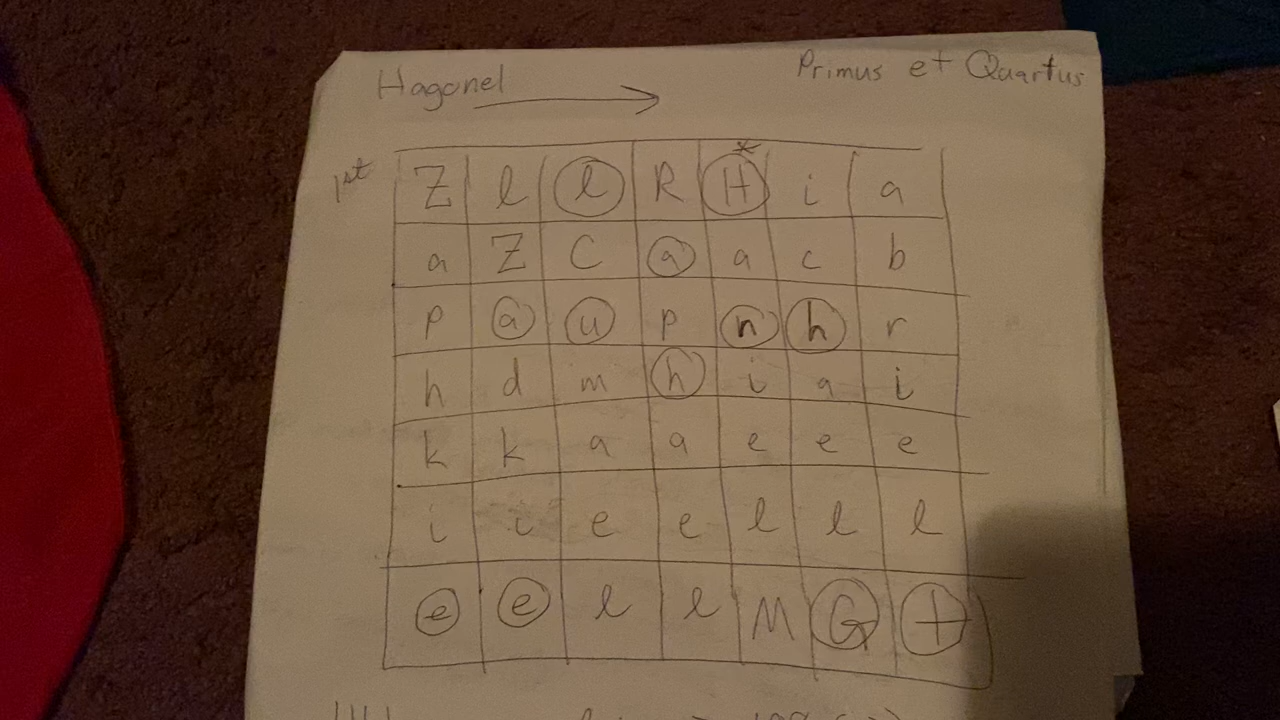 Hagonel Primus et Quartus
1st Z l l R H i a
a Z C a a c b
p a u p n h r
h d m h i a i
k k a a e e e
i i e e l l l
e e l l M G +